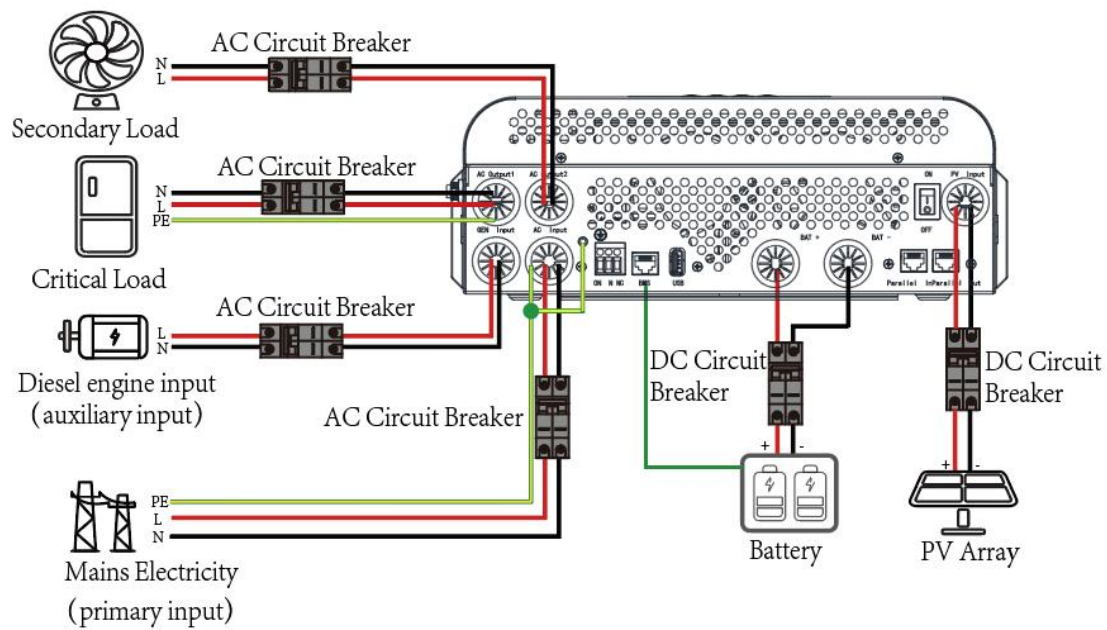 AC Circuit Breaker
N
L
Secondary Load
AC Circuit Breaker
N
L
PE
Critical Load
AC Output1
AC Output2
ON
PV Input
OFF
GEN Input
AC Input
BAT +
BAT -
ON N NC
BMS
USB
Parallel
AC Circuit Breaker
L
N
Diesel engine input
(auxiliary input)
AC Circuit Breaker
DC Circuit
Breaker
DC Circuit
Breaker
+ -
+ -
PE
L
N
Mains Electricity
(primary input)
Battery
PV Array